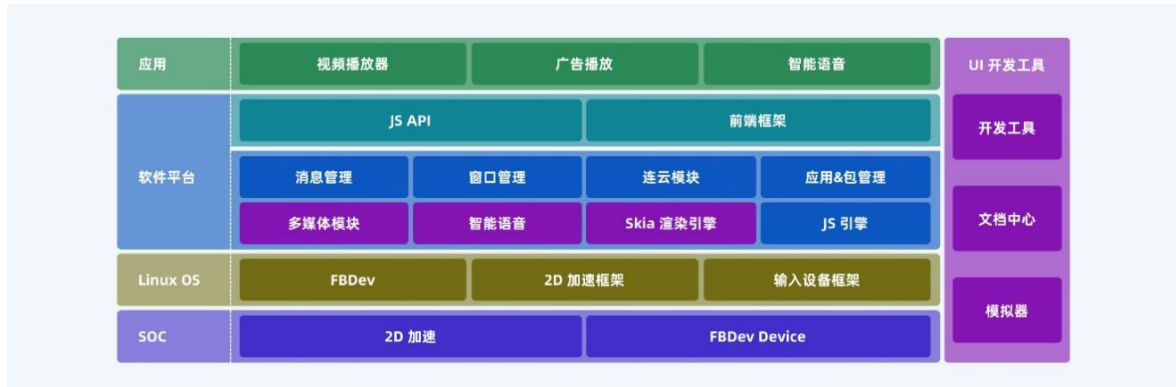 应用
视频播放器
广告播放
智能语音
UI 开发工具
软件平台
JS API
前端框架
开发工具
消息管理
窗口管理
连云模块
应用&包管理
多媒体模块
智能语音
Skia 渲染引擎
JS 引擎
文档中心
Linux OS
FBDev
2D 加速框架
输入设备框架
模拟器
SOC
2D 加速
FBDev Device